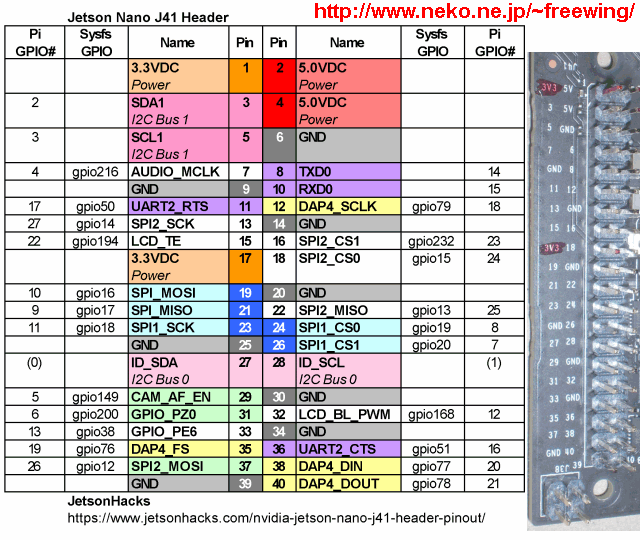 Jetson Nano J41 Header
http://www.neko.ne.jp/~freewing/
Pi GPIO# Sysfs GPIO Name Pin Pin Name Sysfs GPIO Pi GPIO#
3.3VDC Power 1 2 5.0VDC Power
2 SDA1 I2C Bus 1 3 4 5.0VDC Power
3 SCL1 I2C Bus 1 5 6 GND
4 gpio216 AUDIO_MCLK 7 8 TXD0 14
GND 9 10 RXD0 15
17 gpio50 UART2_RTS 11 12 DAP4_SCLK gpio79 18
27 gpio14 SPI2_SCK 13 14 GND
22 gpio194 LCD_TE 15 16 SPI2_CS1 gpio232 23
3.3VDC Power 17 18 SPI2_CS0 gpio15 24
10 gpio16 SPI_MOSI 19 20 GND
9 gpio17 SPI_MISO 21 22 SPI2_MISO gpio13 25
11 gpio18 SPI1_SCK 23 24 SPI1_CS0 gpio19 8
GND 25 26 SPI1_CS1 gpio20 7
(0) ID_SDA I2C Bus 0 27 28 ID_SCL I2C Bus 0 (1)
5 gpio149 CAM_AF_EN 29 30 GND
6 gpio200 GPIO_PZ0 31 32 LCD_BL_PWM gpio168 12
13 gpio38 GPIO_PE6 33 34 GND
19 gpio76 DAP4_FS 35 36 UART2_CTS gpio51 16
26 gpio12 SPI2_MOSI 37 38 DAP4_DIN gpio77 20
GND 39 40 DAP4_DOUT gpio78 21
JetsonHacks
https://www.jetsonhacks.com/nvidia-jetson-nano-j41-header-pinout/
3V3 5V
3 5V
5 GND
7 6
GND 8
11 12
13 GND
15 16
3V3 18
19 GND
21 22
23 24
GND 26
27 28
29 GND
31 32
33 GND
35 36
37 38
GND 40